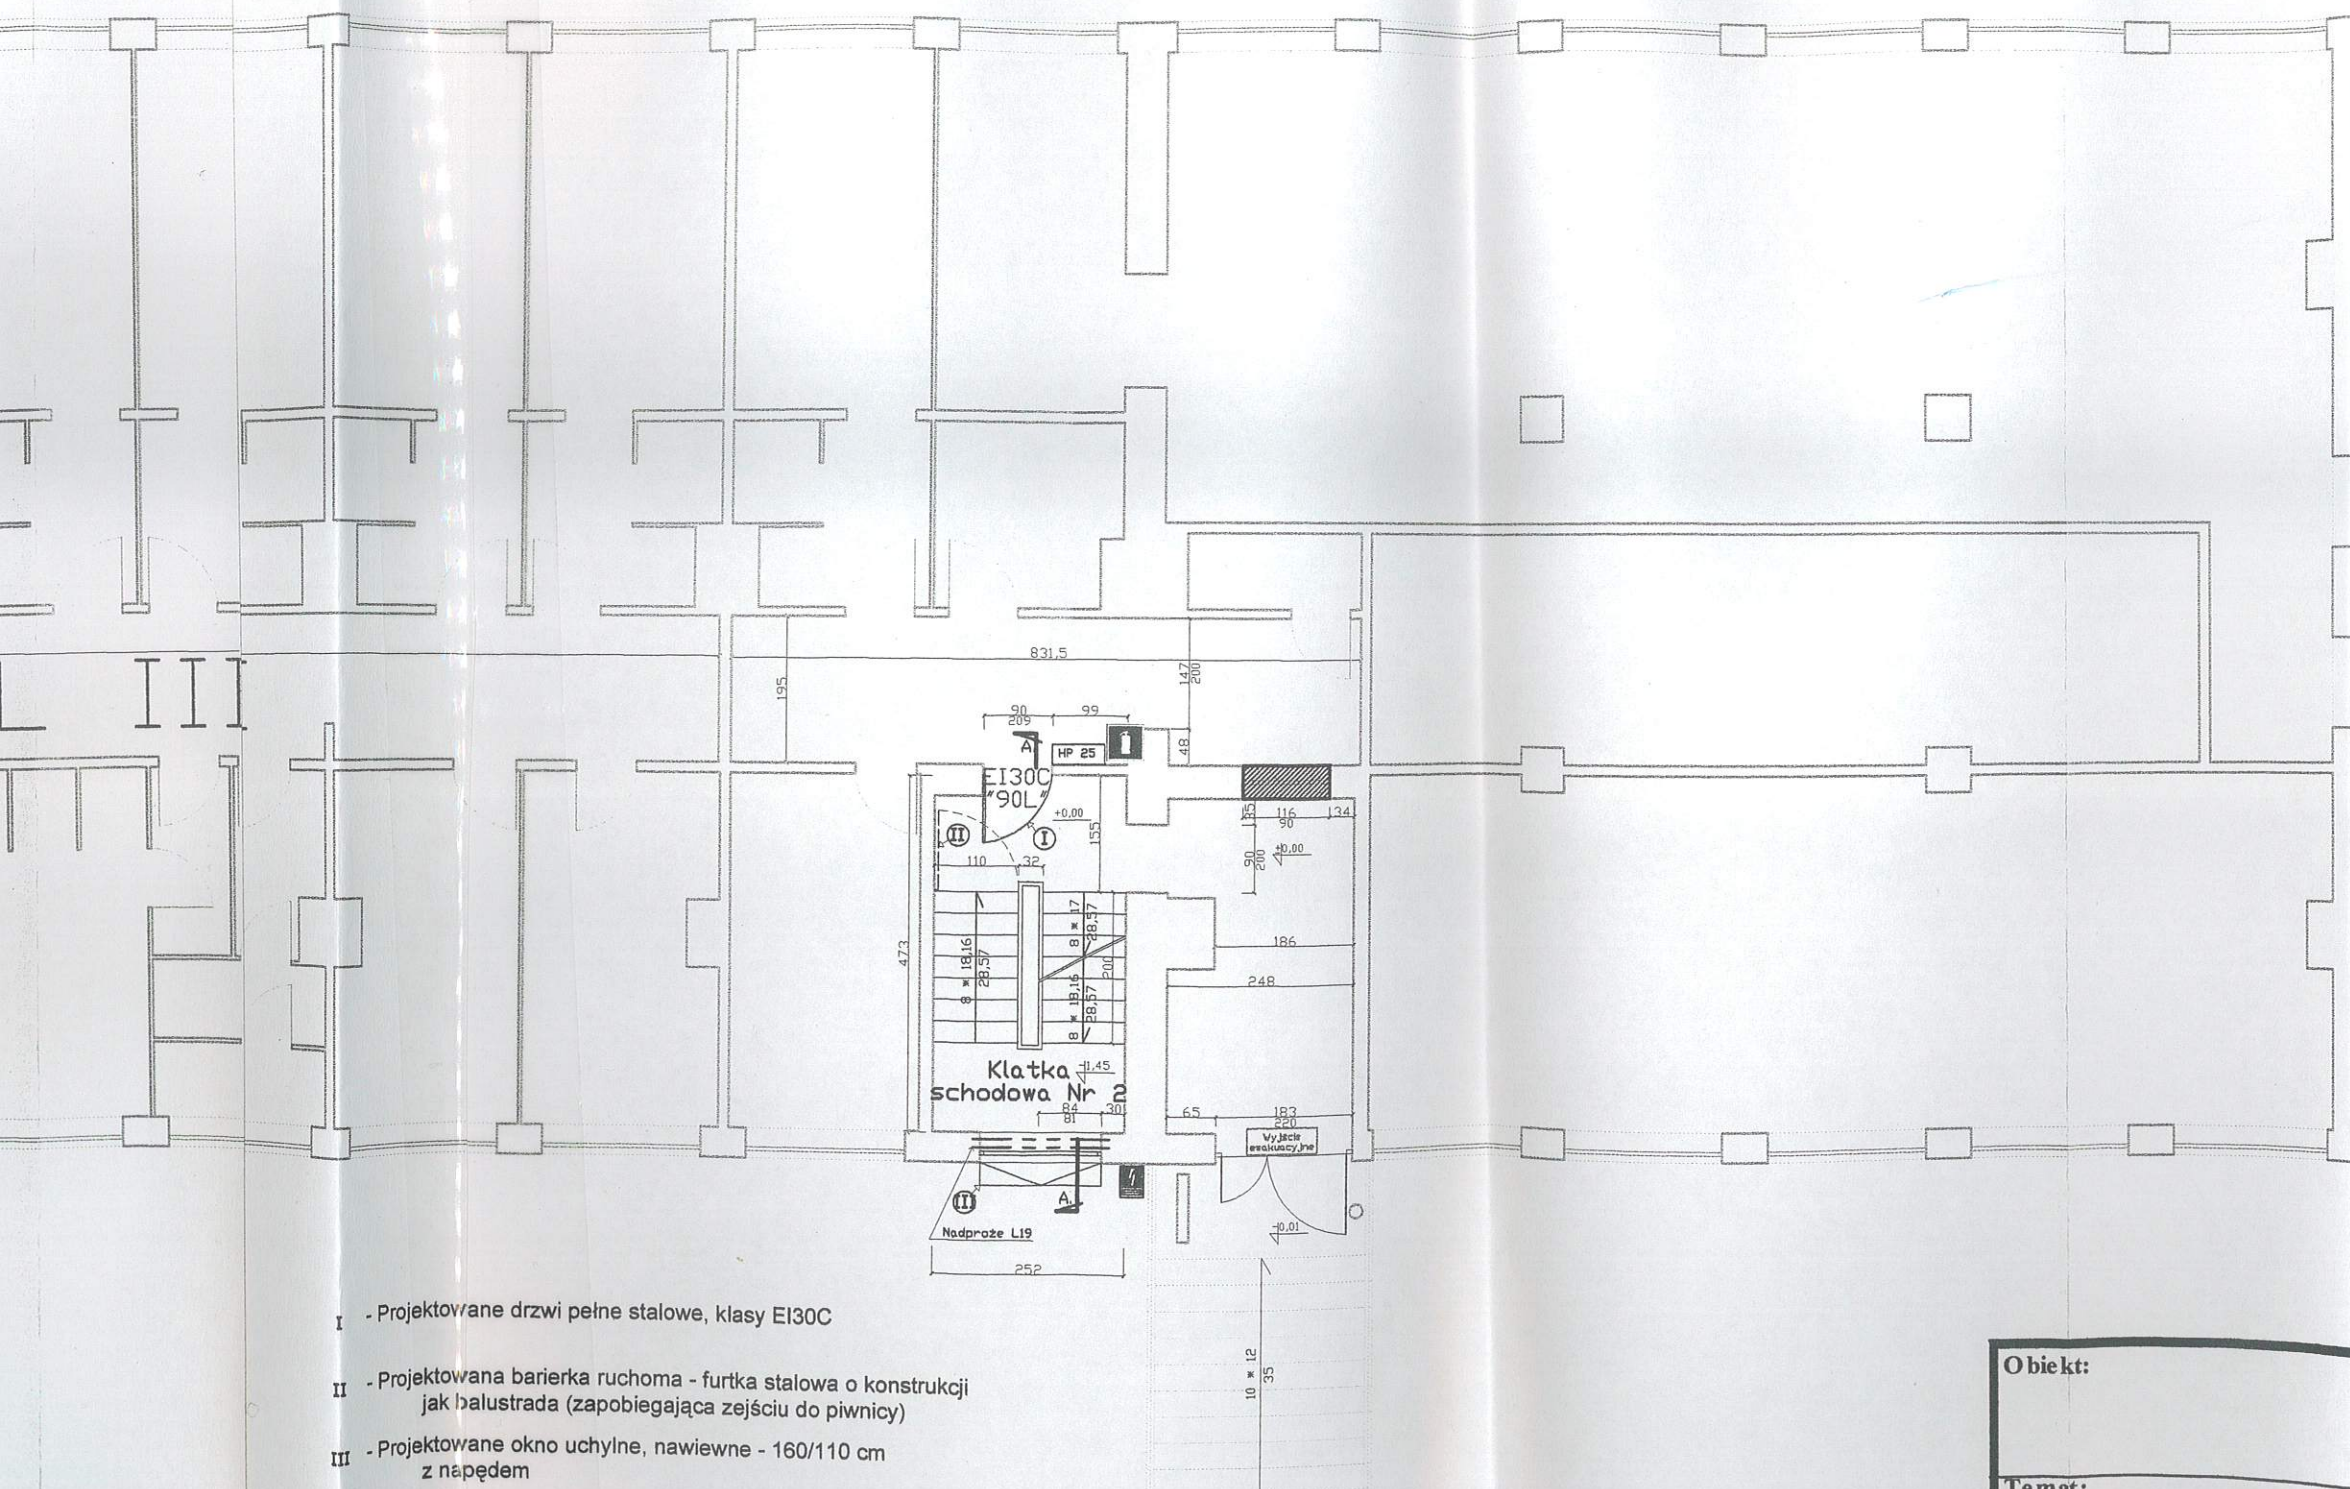 L III
831,5
195
147
200
90
209
99
48
A
HP 25
EI30C
"90L"
+0,00
II
I
155
110
32
35
116
90
134
90
200
+0,00
473
8 * 18,16
28,57
8 * 17
28,57
8 * 18,16
28,57
200
186
248
Klatka
schodowa Nr 2
1,45
84
81
30
65
183
220
Wyjście
ewakuacyjne
III
A
Nadproże L19
0,01
252
10 * 12
35
I - Projektowane drzwi pełne stalowe, klasy EI30C
II - Projektowana barierka ruchoma - furtka stalowa o konstrukcji
jak balustrada (zapobiegająca zejściu do piwnicy)
III - Projektowane okno uchylne, nawiewne - 160/110 cm
z napędem
Obiekt:
Temat: